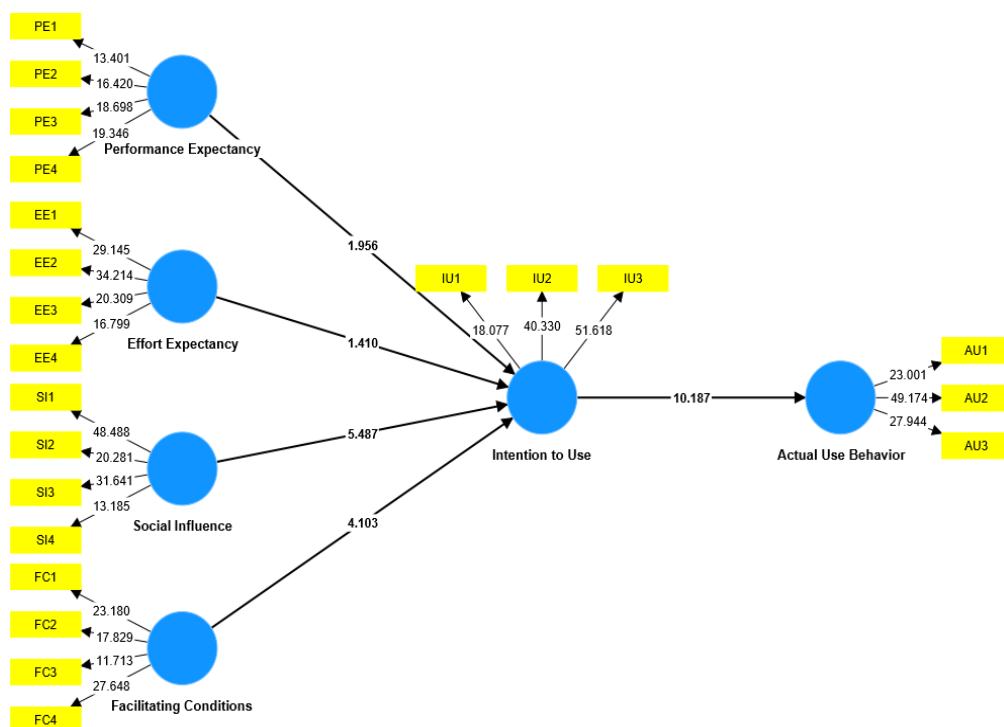 PE1
13.401
PE2
16.420
PE3
18.698
19.346
PE4
Performance Expectancy
EE1
29.145
EE2
34.214
EE3
20.309
16.799
EE4
Effort Expectancy
SI1
48.488
SI2
20.281
SI3
31.641
13.185
SI4
Social Influence
FC1
23.180
FC2
17.829
FC3
11.713
27.648
FC4
Facilitating Conditions
1.956
1.410
5.487
4.103
IU1
IU2
IU3
18.077
40.330
51.618
Intention to Use
10.187
AU1
23.001
AU2
49.174
AU3
27.944
Actual Use Behavior